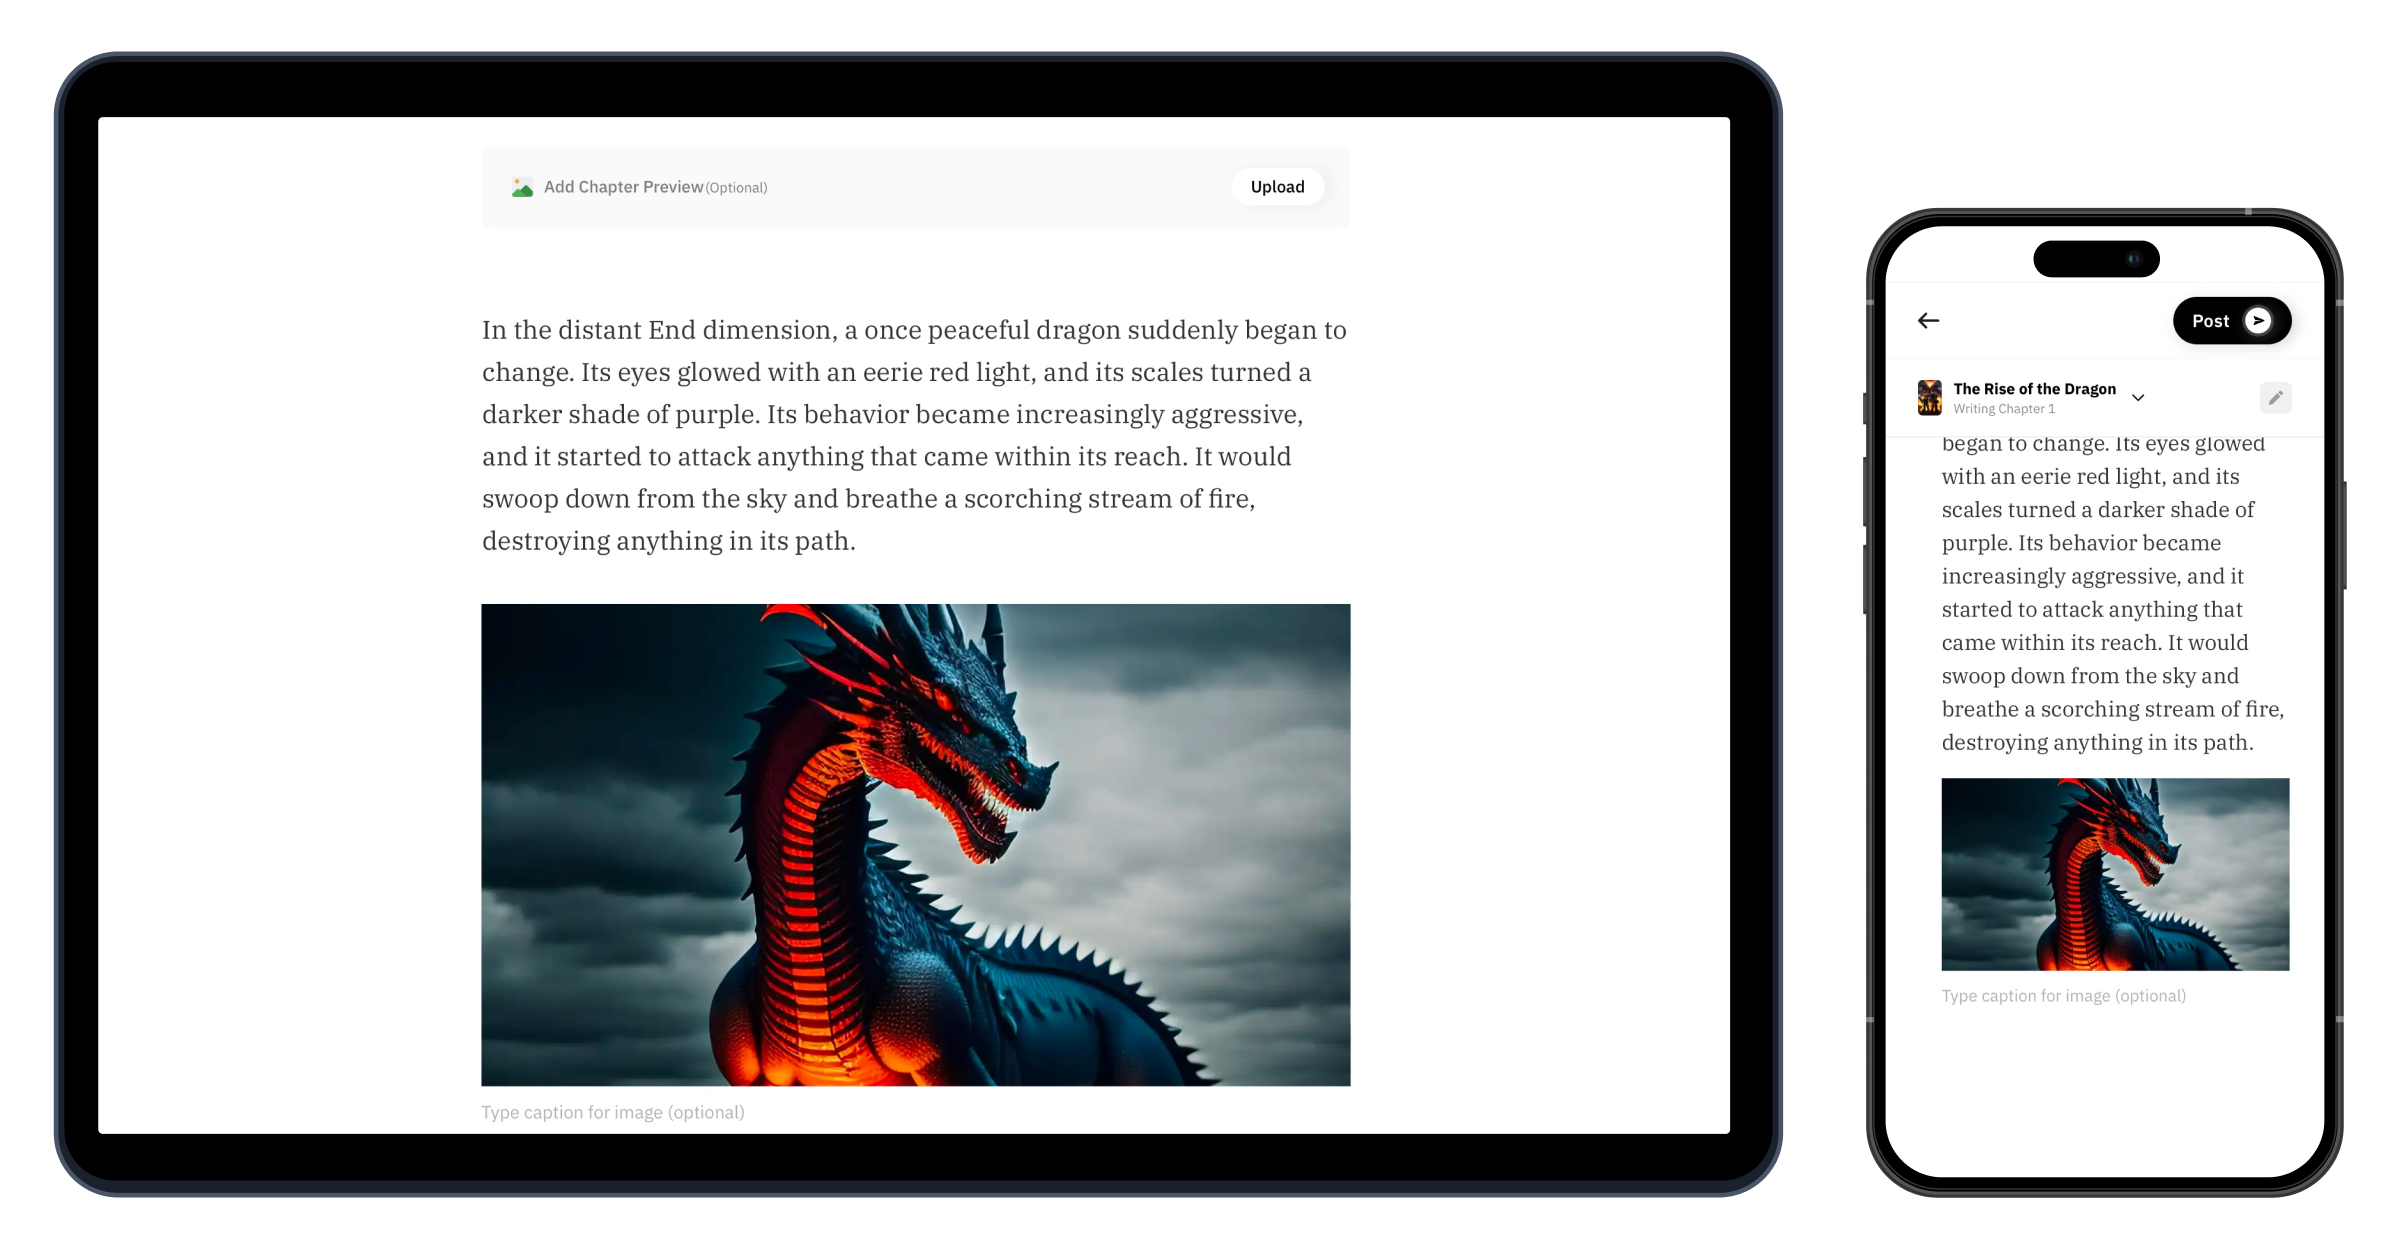 Add Chapter Preview(Optional)
Upload
In the distant End dimension, a once peaceful dragon suddenly began to
change. Its eyes glowed with an eerie red light, and its scales turned a
darker shade of purple. Its behavior became increasingly aggressive,
and it started to attack anything that came within its reach. It would
swoop down from the sky and breathe a scorching stream of fire,
destroying anything in its path.
Type caption for image (optional)
Post
The Rise of the Dragon
Writing Chapter 1
began to change. Its eyes glowed
with an eerie red light, and its
scales turned a darker shade of
purple. Its behavior became
increasingly aggressive, and it
started to attack anything that
came within its reach. It would
swoop down from the sky and
breathe a scorching stream of fire,
destroying anything in its path.
Type caption for image (optional)